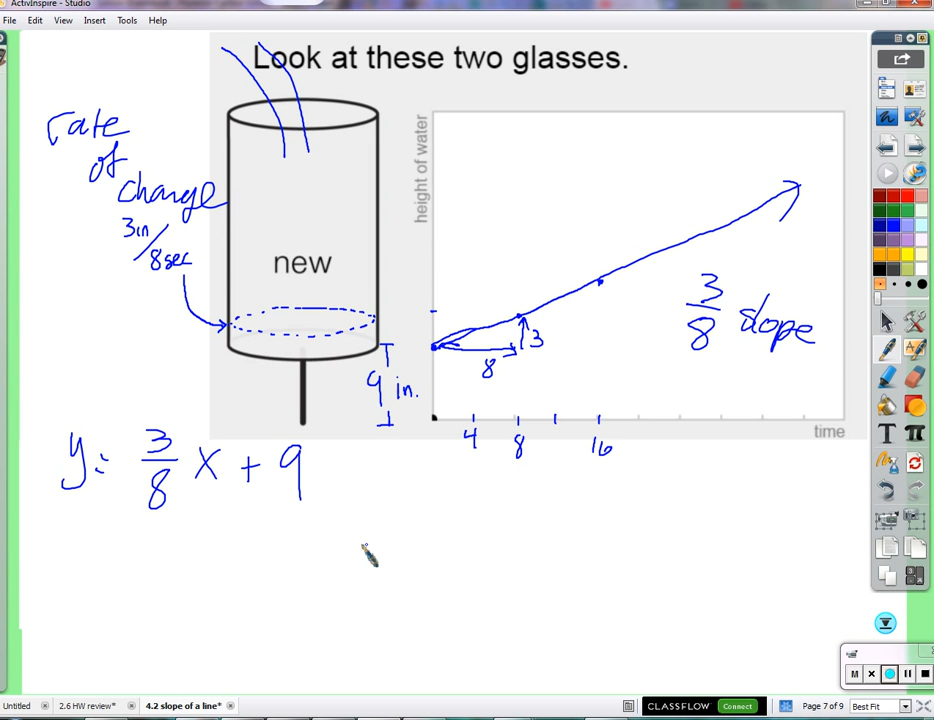 ActivInspire - Studio
File Edit View Insert Tools Help
Look at these two glasses.
rate
of
change
3in/8sec
new
9 in.
height of water
time
3
8
4
8
16
3/8 slope
y= 3/8 x + 9
Untitled
2.6 HW review*
4.2 slope of a line*
CLASSFLOW
Connect
Page 7 of 9
Best Fit
M